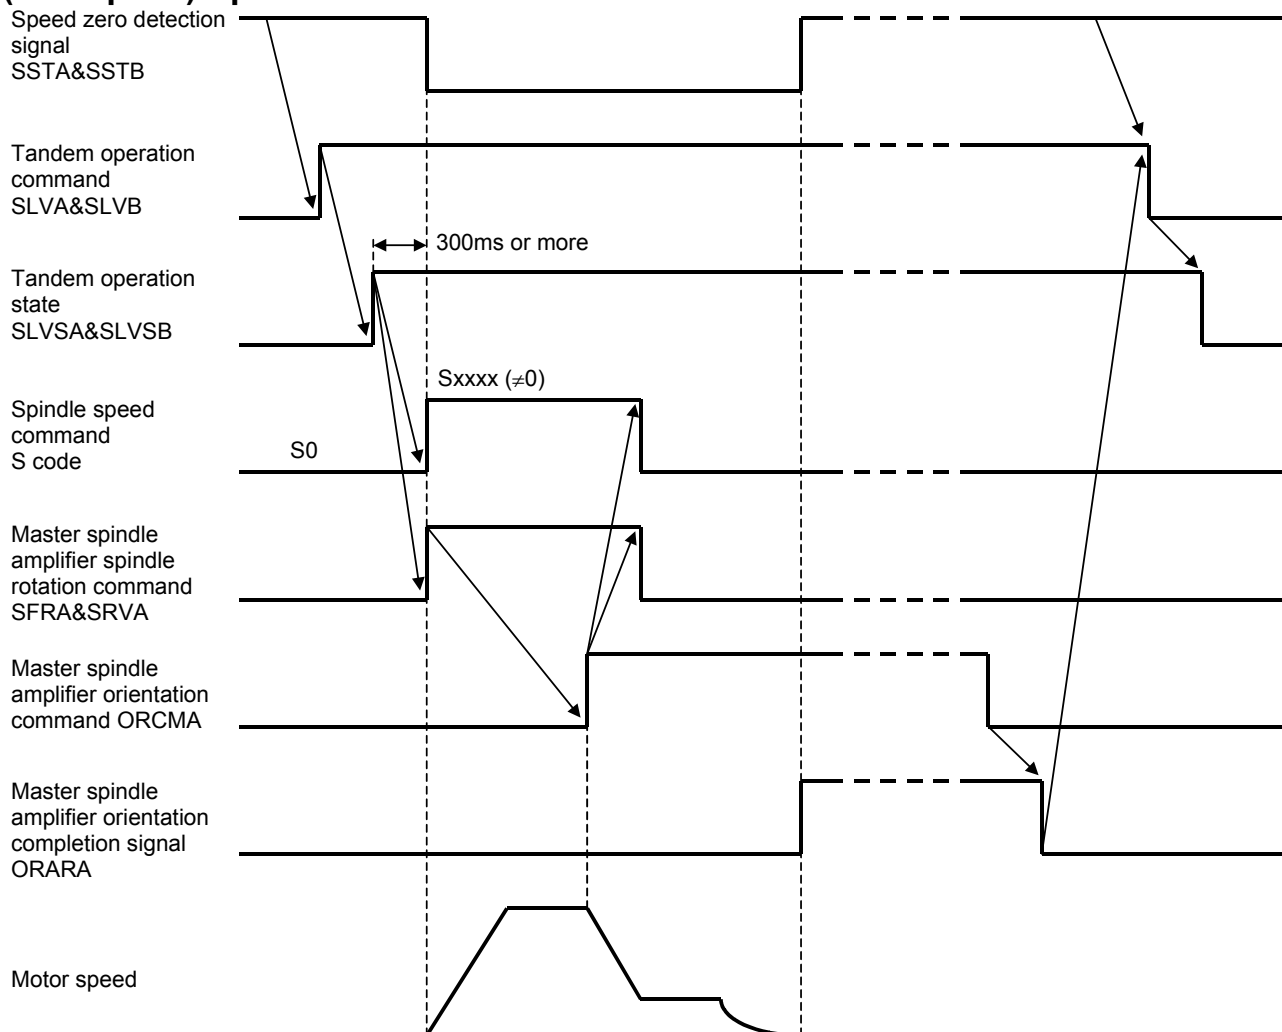 Speed zero detection
signal
SSTA&SSTB
Tandem operation
command
SLVA&SLVB
300ms or more
Tandem operation
state
SLVSA&SLVSB
Sxxxx (≠0)
Spindle speed
command
S code
S0
Master spindle
amplifier spindle
rotation command
SFRA&SRVA
Master spindle
amplifier orientation
command ORCMA
Master spindle
amplifier orientation
completion signal
ORARA
Motor speed